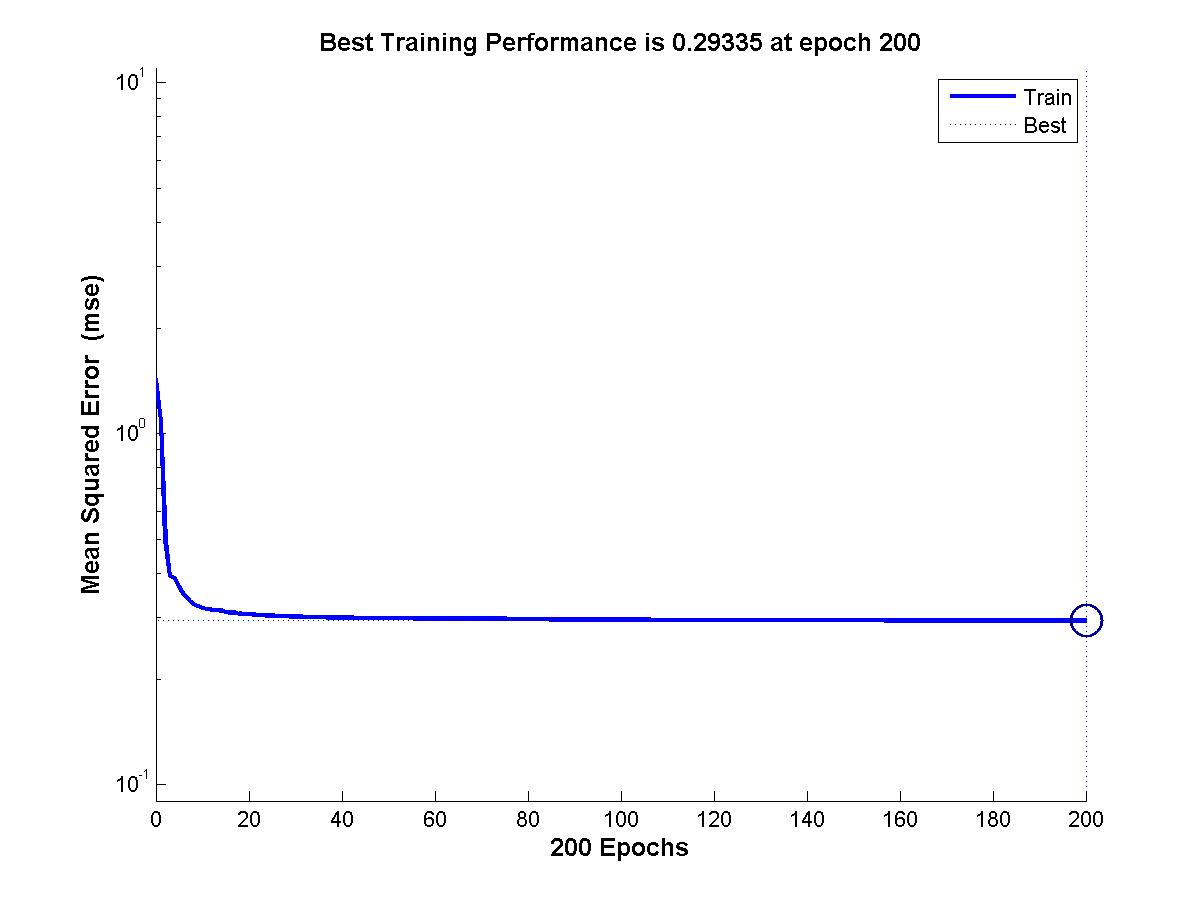 Best Training Performance is 0.29335 at epoch 200
10^1
Train
Best
Mean Squared Error (mse)
10^0
10^-1
0 20 40 60 80 100 120 140 160 180 200
200 Epochs